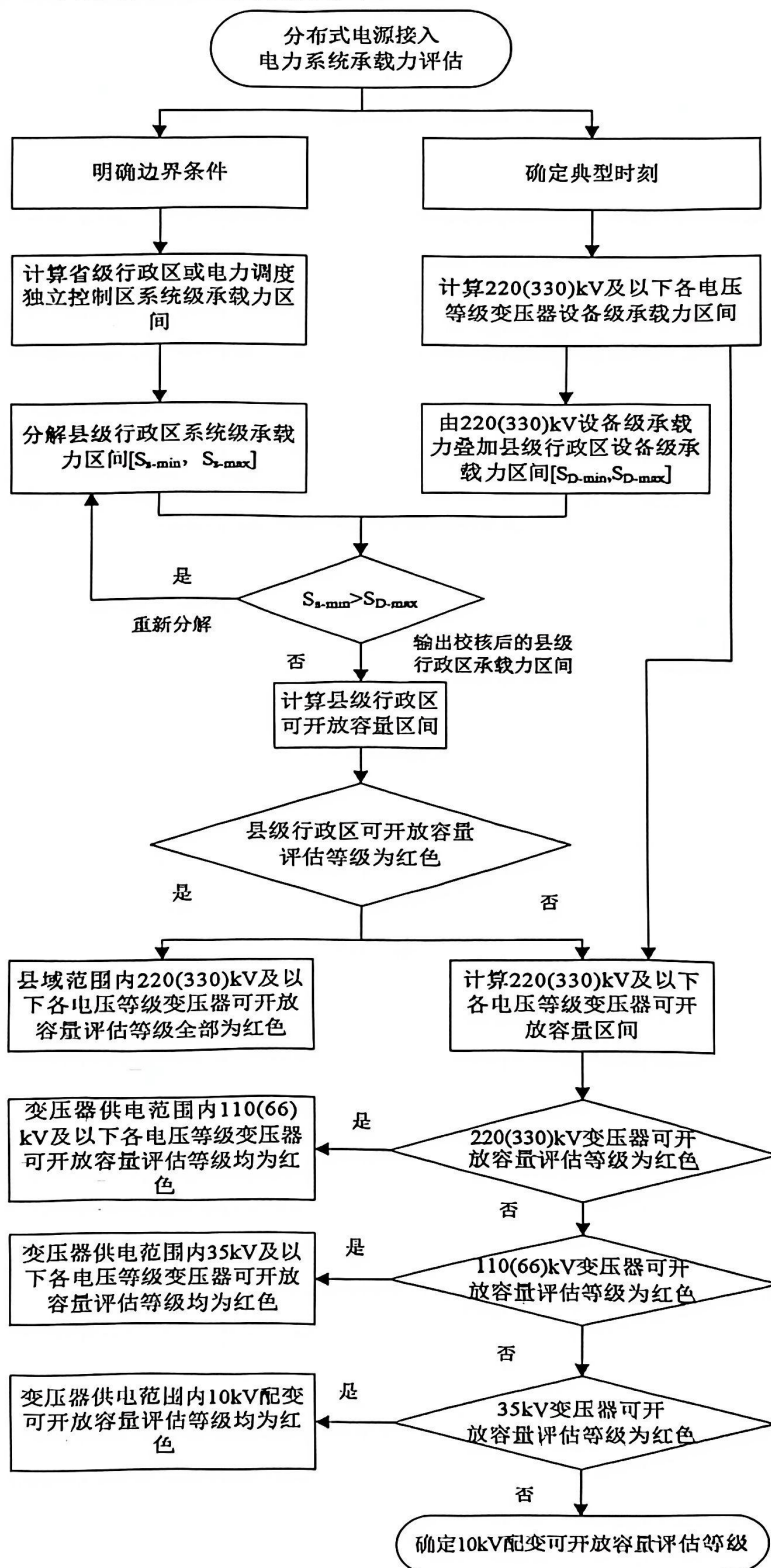 分布式电源接入
电力系统承载力评估
明确边界条件
确定典型时刻
计算省级行政区或电力调度
独立控制区系统级承载力区
间
计算220(330)kV及以下各电压
等级变压器设备级承载力区间
分解县级行政区系统级承载
力区间[Ss-min, Ss-max]
由220(330)kV设备级承载
力叠加县级行政区设备级承
载力区间[SD-min,SD-max]
是
Ss-min>SD-max
重新分解
输出校核后的县级
行政区承载力区间
否
计算县级行政区
可开放容量区间
县级行政区可开放容量
评估等级为红色
是
否
县域范围内220(330)kV及以
下各电压等级变压器可开放
容量评估等级全部为红色
计算220(330)kV及以下
各电压等级变压器可开
放容量区间
变压器供电范围内110(66)
kV及以下各电压等级变压器
可开放容量评估等级均为红
色
是
220(330)kV变压器可开
放容量评估等级为红色
否
变压器供电范围内35kV及以
下各电压等级变压器可开放
容量评估等级均为红色
是
110(66)kV变压器可开
放容量评估等级为红色
否
变压器供电范围内10kV配变
可开放容量评估等级均为红
色
是
35kV变压器可开
放容量评估等级为红色
否
确定10kV配变可开放容量评估等级